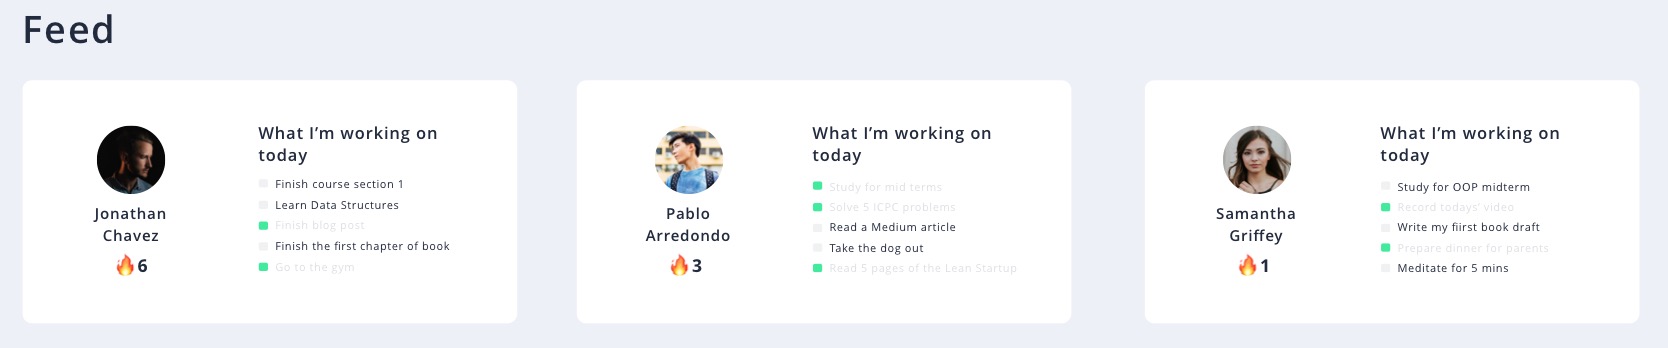 Feed
What I'm working on
today
Finish course section 1
Learn Data Structures
Finish blog post
Finish the first chapter of book
Go to the gym
Jonathan
Chavez
6
What I'm working on
today
Study for mid terms
Solve 5 ICPC problems
Read a Medium article
Take the dog out
Read 5 pages of the Lean Startup
Pablo
Arredondo
3
What I'm working on
today
Study for OOP midterm
Record todays' video
Write my fiirst book draft
Prepare dinner for parents
Meditate for 5 mins
Samantha
Griffey
1